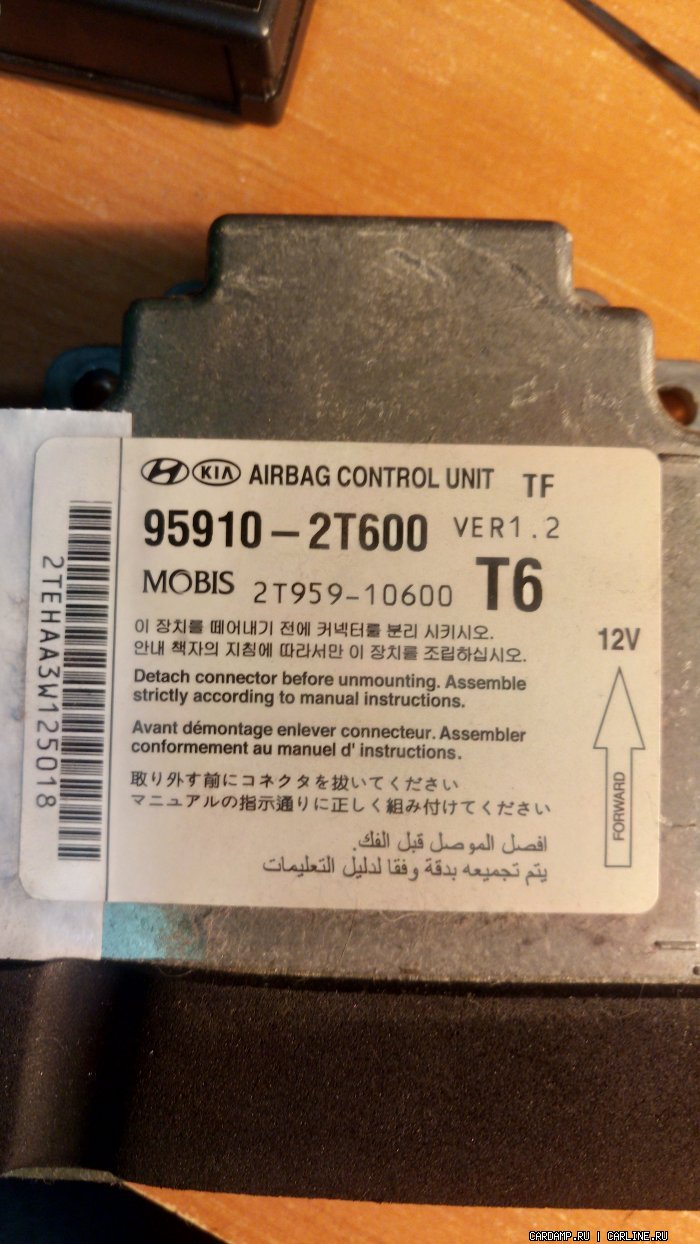 KIA AIRBAG CONTROL UNIT TF
95910-2T600 VER1.2
MOBIS 2T959-10600 T6
이 장치를 떼어내기 전에 커넥터를 분리 시키시오.
안내 책자의 지침에 따라서만 이 장치를 조립하십시오.
12V
Detach connector before unmounting. Assemble
strictly according to manual instructions.
Avant démontage enlever connecteur. Assembler
conformement au manuel d' instructions.
取り外す前にコネクタを抜いてください
マニュアルの指示通りに正しく組み付けてください
افصل الموصل قبل الفك.
يتم تجميعه بدقة وفقا لدليل التعليمات
FORWARD
2TEHAA3W125018
CARDAMP.RU | CARLINE.RU